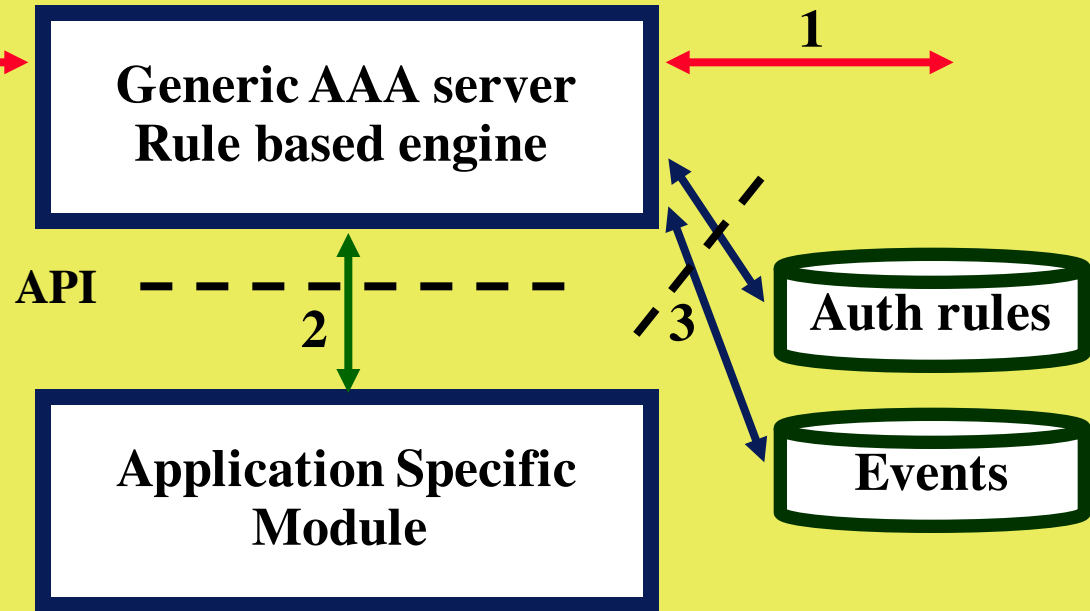 1
Generic AAA server
Rule based engine
API
2
3
Auth rules
Application Specific
Module
Events